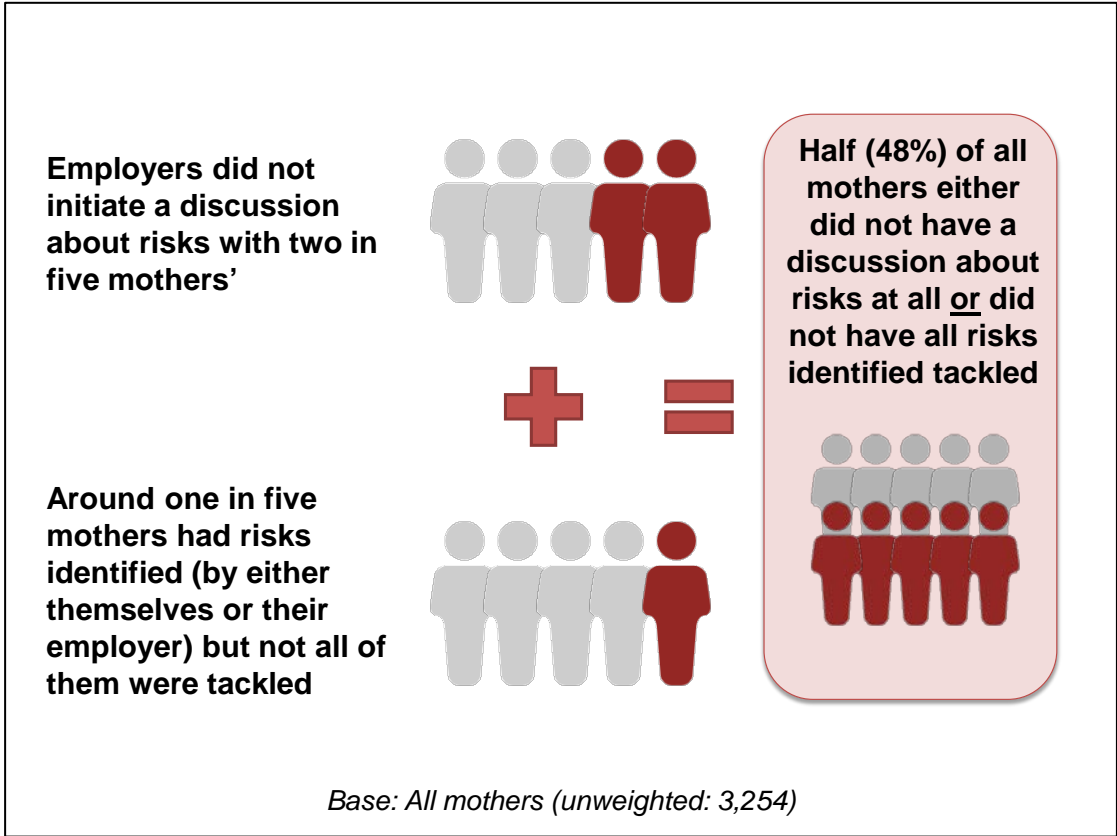 Employers did not
initiate a discussion
about risks with two in
five mothers’
Around one in five
mothers had risks
identified (by either
themselves or their
employer) but not all of
them were tackled
Half (48%) of all
mothers either
did not have a
discussion about
risks at all or did
not have all risks
identified tackled
Base: All mothers (unweighted: 3,254)